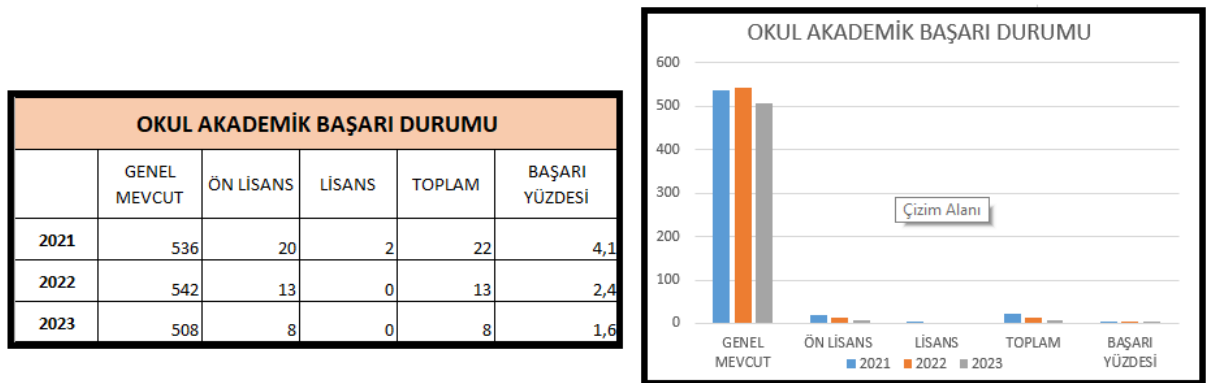 OKUL AKADEMİK BAŞARI DURUMU
GENEL MEVCUT ÖN LİSANS LİSANS TOPLAM BAŞARI YÜZDESİ
2021 536 20 2 22 4,1
2022 542 13 0 13 2,4
2023 508 8 0 8 1,6
OKUL AKADEMİK BAŞARI DURUMU
600
500
400
300
200
100
0
Çizim Alanı
GENEL MEVCUT ÖN LİSANS LİSANS TOPLAM BAŞARI YÜZDESİ
2021 2022 2023